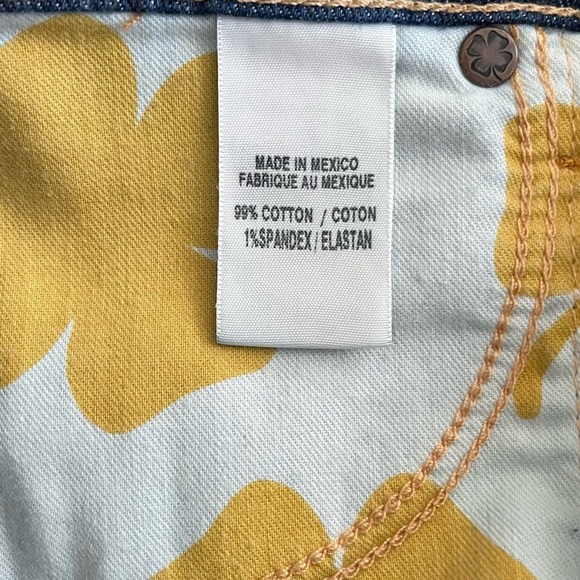 MADE IN MEXICO
FABRIQUE AU MEXIQUE
99% COTTON / COTON
1%SPANDEX/ELASTAN